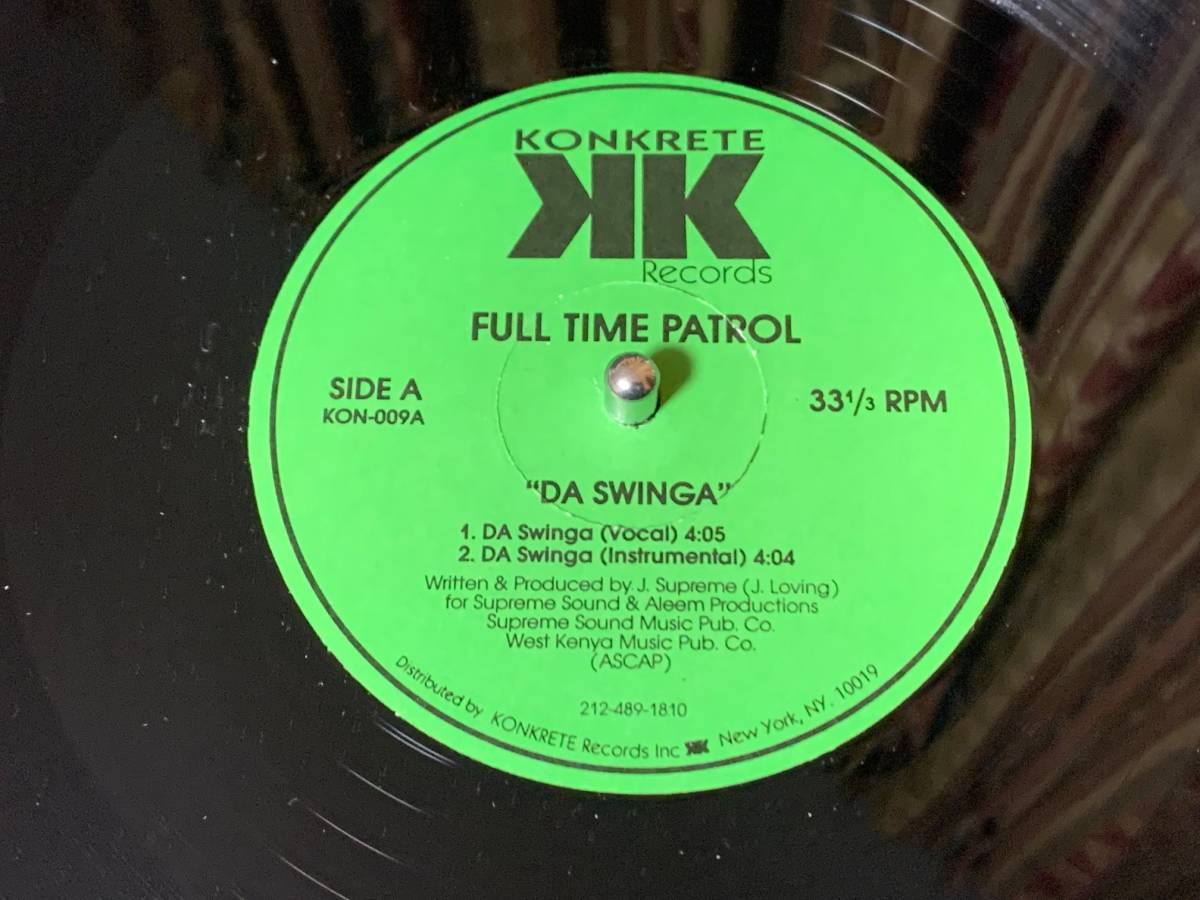 KONKRETE
KK
Records
FULL TIME PATROL
SIDE A
KON-009A
33 1/3 RPM
"DA SWINGA"
1. DA Swinga (Vocal) 4:05
2. DA Swinga (Instrumental) 4:04
Written & Produced by J. Supreme (J. Loving)
for Supreme Sound & Aleem Productions
Supreme Sound Music Pub. Co.
West Kenya Music Pub. Co.
(ASCAP)
212-489-1810
Distributed by KONKRETE Records Inc KK New York, NY. 10019